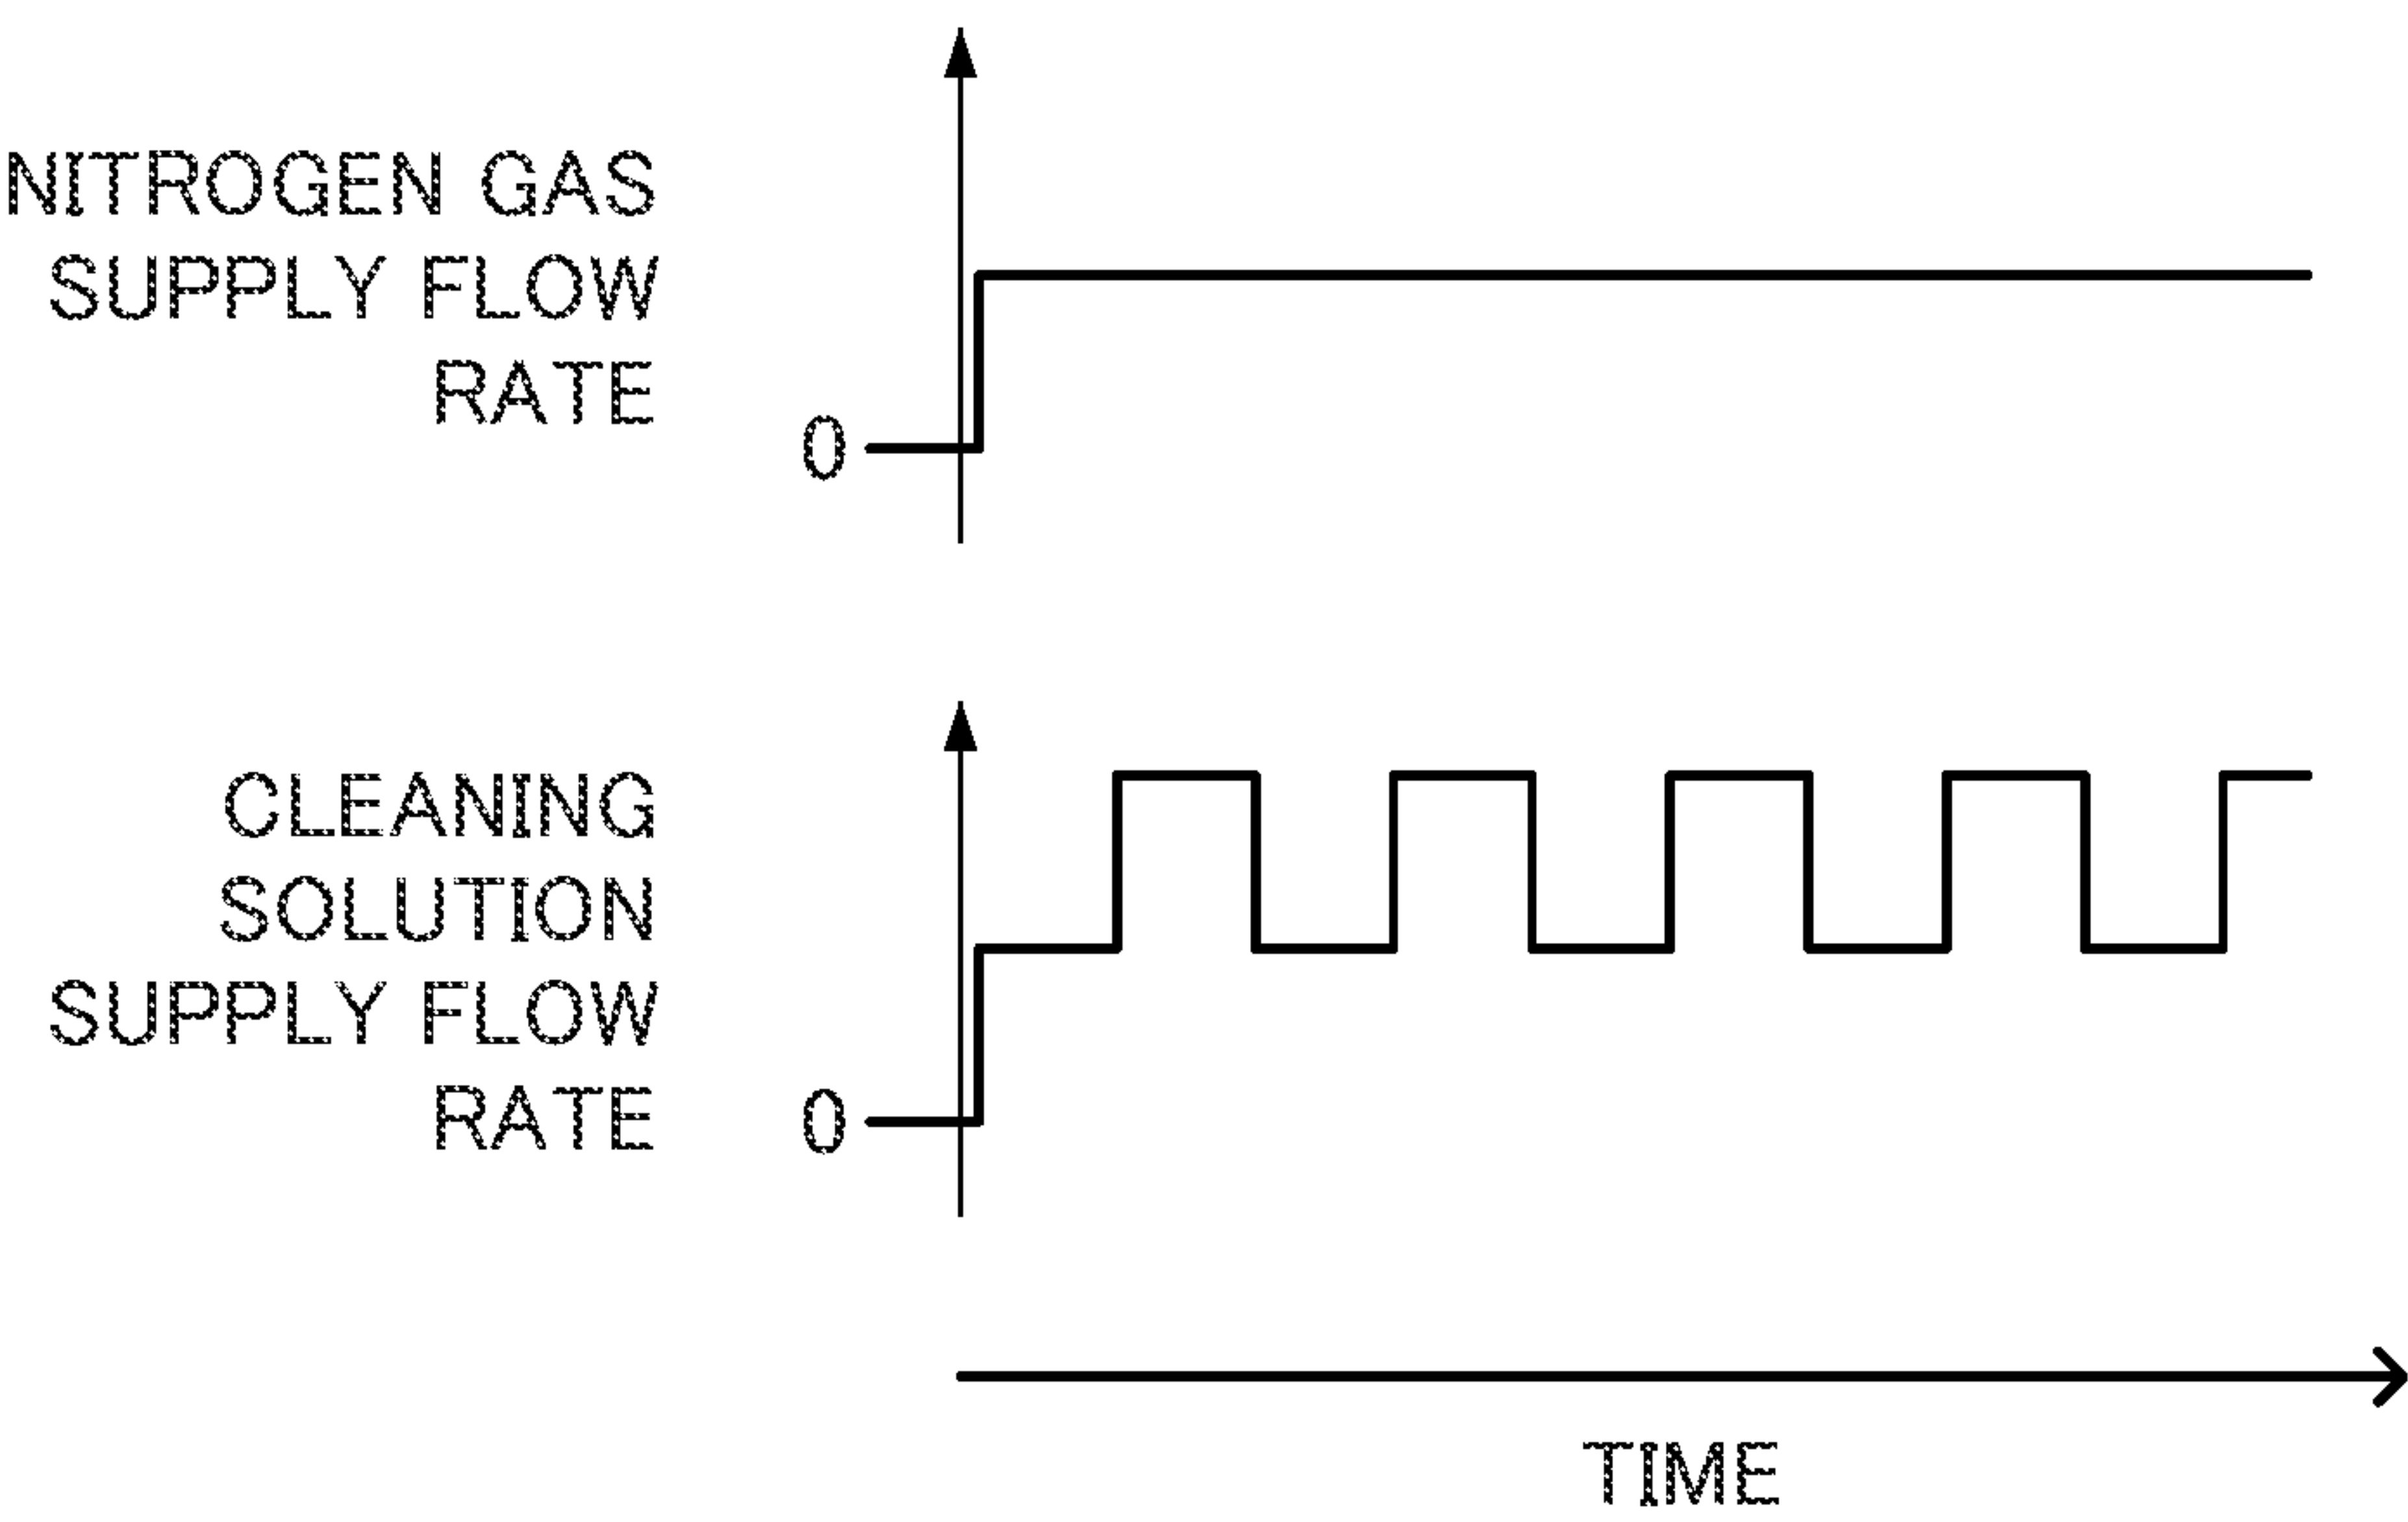 NITROGEN GAS
SUPPLY FLOW
RATE
0
CLEANING
SOLUTION
SUPPLY FLOW
RATE
0
TIME